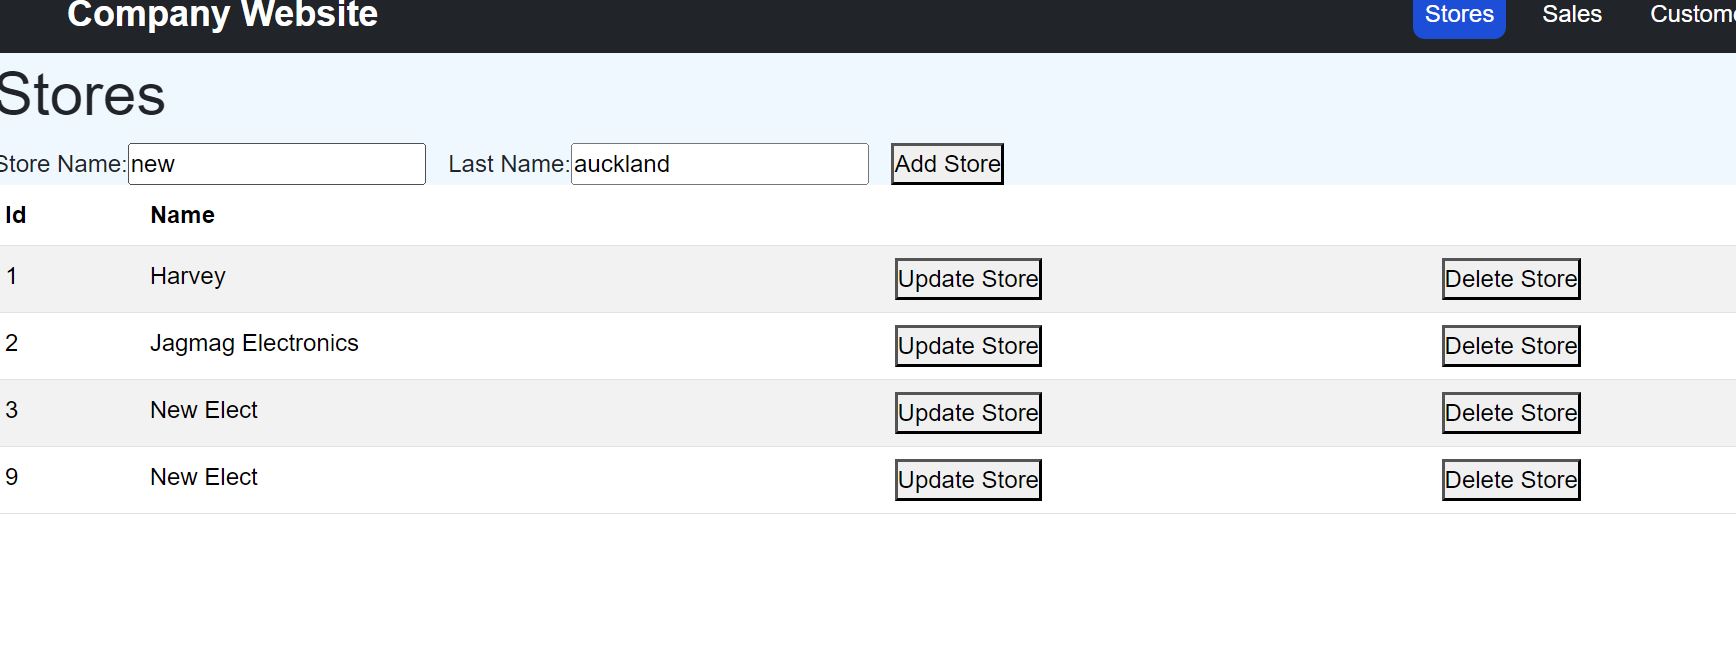 Company Website Stores Sales Custome
Stores
Store Name: new Last Name: auckland Add Store
Id Name
1 Harvey Update Store Delete Store
2 Jagmag Electronics Update Store Delete Store
3 New Elect Update Store Delete Store
9 New Elect Update Store Delete Store